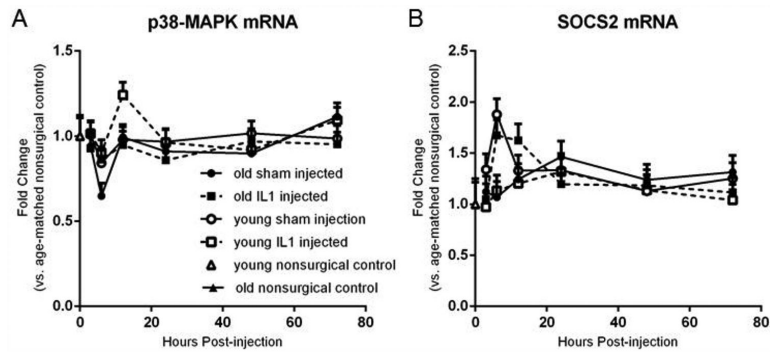 A
p38-MAPK mRNA
Fold Change
(vs. age-matched nonsurgical control)
1.5
1.0
0.5
0.0
old sham injected
old IL1 injected
young sham injection
young IL1 injected
young nonsurgical control
old nonsurgical control
0 20 40 60 80
Hours Post-injection
B
SOCS2 mRNA
Fold Change
(vs. age-matched nonsurgical control)
2.5
2.0
1.5
1.0
0.5
0.0
0 20 40 60 80
Hours Post-injection